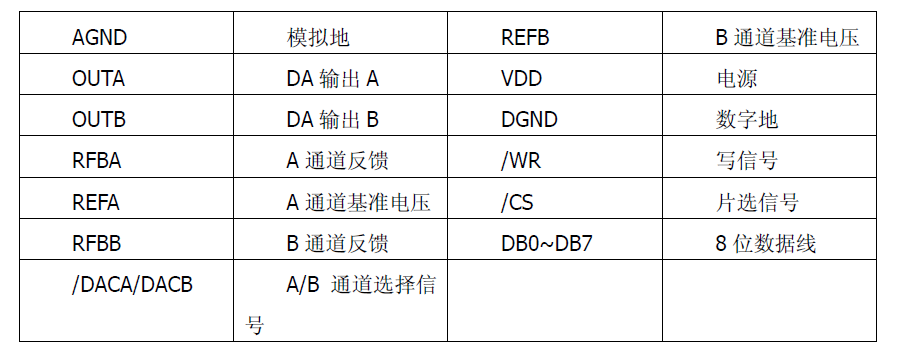 AGND 模拟地 REFB B 通道基准电压
OUTA DA 输出 A VDD 电源
OUTB DA 输出 B DGND 数字地
RFBA A 通道反馈 /WR 写信号
REFA A 通道基准电压 /CS 片选信号
RFBB B 通道反馈 DB0~DB7 8 位数据线
/DACA/DACB A/B 通道选择信
号